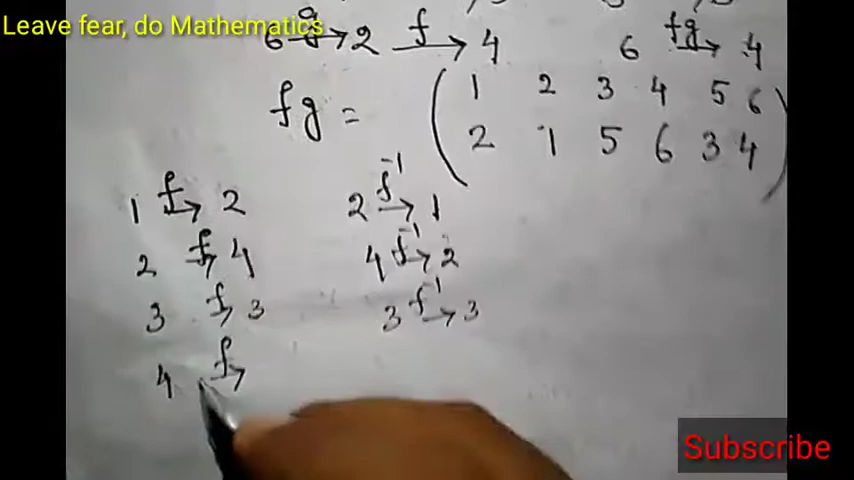 Leave fear, do Mathematics
6 g→ 2 f→ 4 6 fg→ 4
fg = ( 1 2 3 4 5 6
2 1 5 6 3 4 )
1 f→ 2 2 f⁻¹→ 1
2 f→ 4 4 f⁻¹→ 2
3 f→ 3 3 f⁻¹→ 3
4 f→
Subscribe